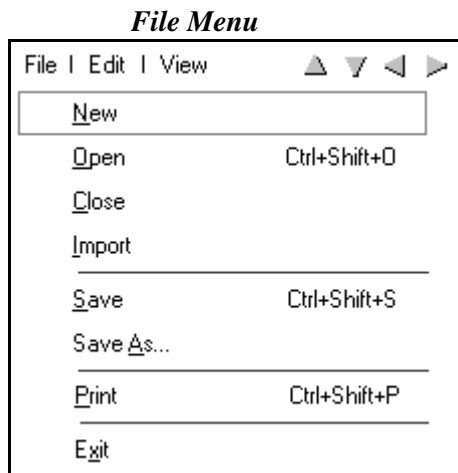 File Menu
File | Edit | View
New
Open Ctrl+Shift+O
Close
Import
Save Ctrl+Shift+S
Save As...
Print Ctrl+Shift+P
Exit